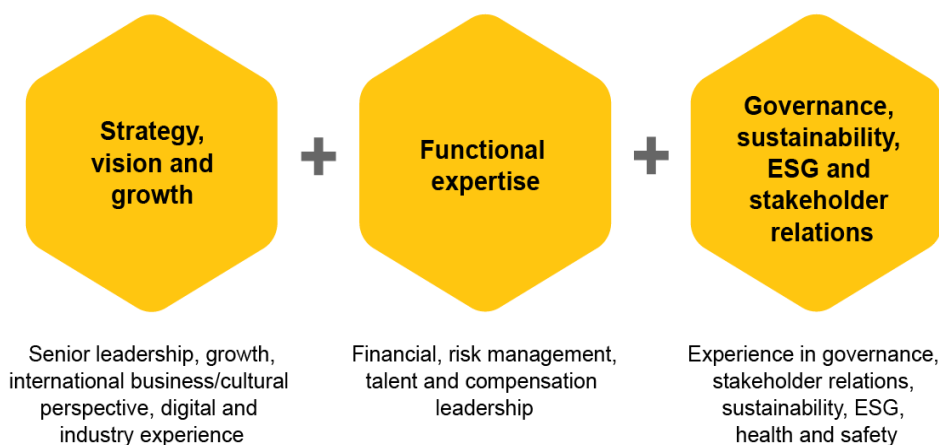 Strategy,
vision and
growth
+
Functional
expertise
+
Governance,
sustainability,
ESG and
stakeholder
relations
Senior leadership, growth,
international business/cultural
perspective, digital and
industry experience
Financial, risk management,
talent and compensation
leadership
Experience in governance,
stakeholder relations,
sustainability, ESG,
health and safety